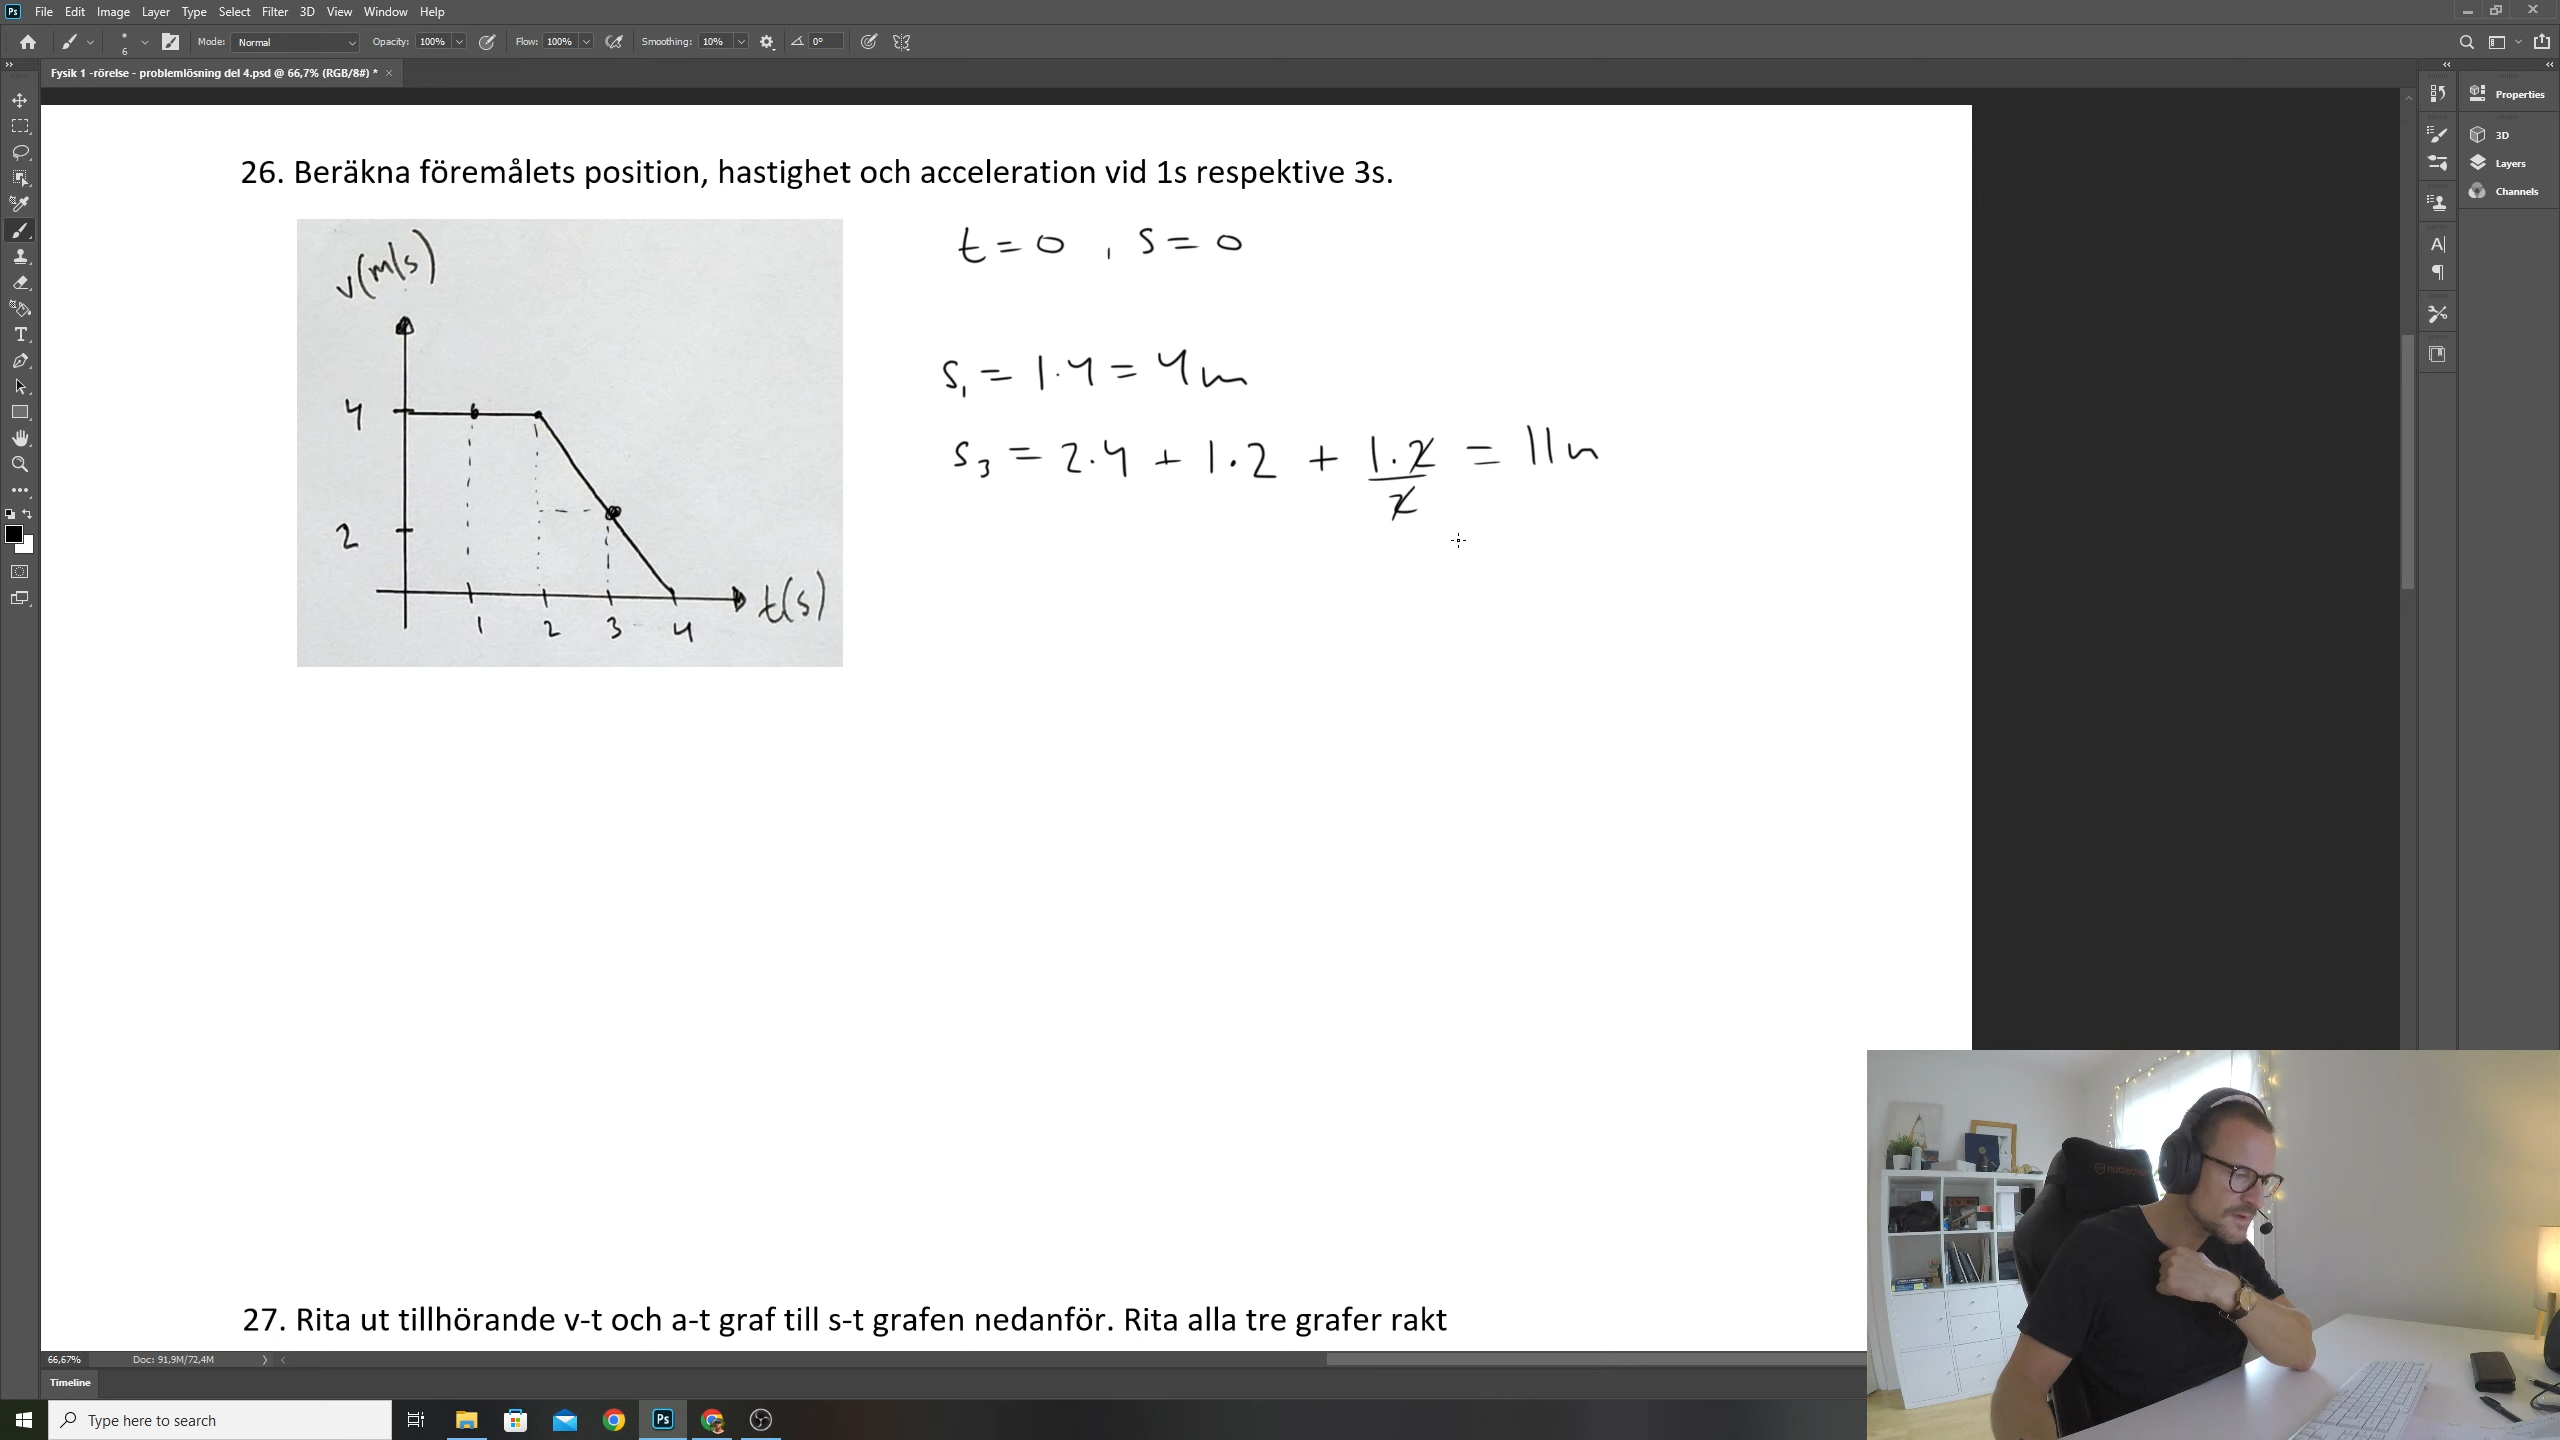 Ps File Edit Image Layer Type Select Filter 3D View Window Help
6 Mode: Normal Opacity: 100% Flow: 100% Smoothing: 10% 0°
Fysik 1 -rörelse - problemlösning del 4.psd @ 66,7% (RGB/8#) * ×
Properties
3D
Layers
Channels
26. Beräkna föremålets position, hastighet och acceleration vid 1s respektive 3s.
v(m/s)
4
2
1 2 3 4
t(s)
t = 0 , s = 0
s₁ = 1·4 = 4m
s₃ = 2·4 + 1·2 + 1·2/2 = 11m
27. Rita ut tillhörande v-t och a-t graf till s-t grafen nedanför. Rita alla tre grafer rakt
66,67% Doc: 91,9M/72,4M
Timeline
Type here to search
Ps